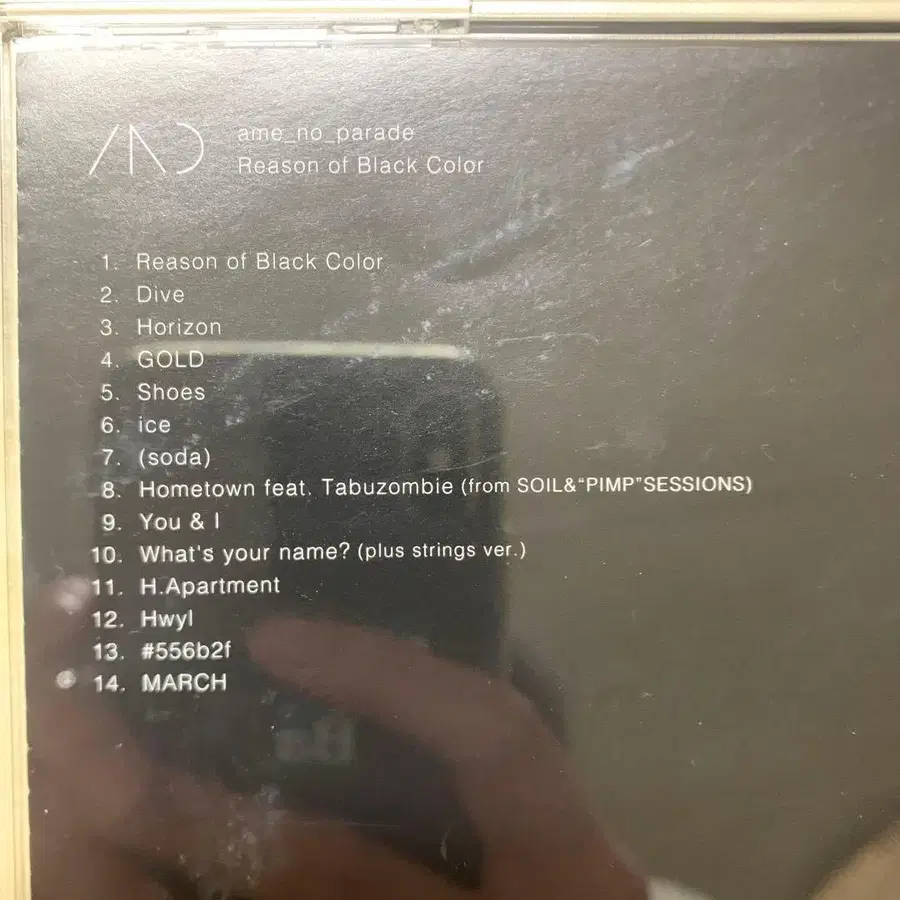 ame_no_parade
Reason of Black Color
1. Reason of Black Color
2. Dive
3. Horizon
4. GOLD
5. Shoes
6. ice
7. (soda)
8. Hometown feat. Tabuzombie (from SOIL&“PIMP”SESSIONS)
9. You & I
10. What's your name? (plus strings ver.)
11. H.Apartment
12. Hwyl
13. #556b2f
14. MARCH